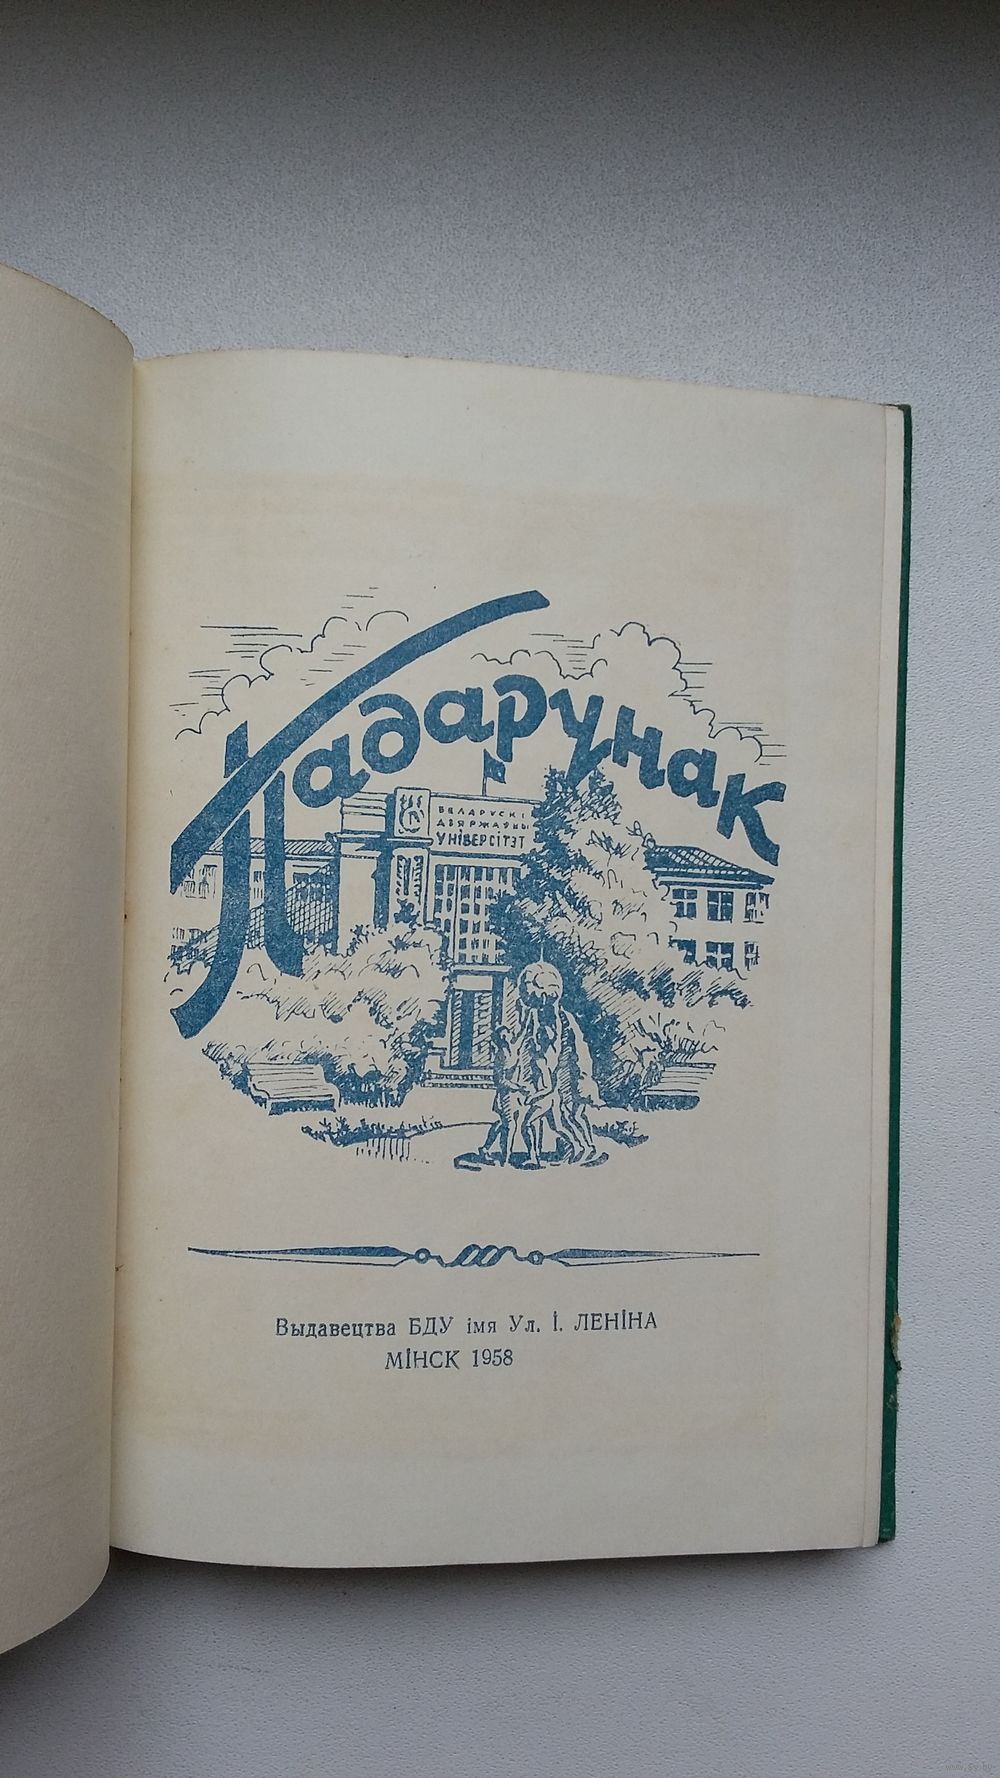 Падарунак
БЕЛАРУСКІ
ДЗЯРЖАЎНЫ
УНІВЕРСІТЭТ
Выдавецтва БДУ імя Ул. І. ЛЕНІНА
МІНСК 1958